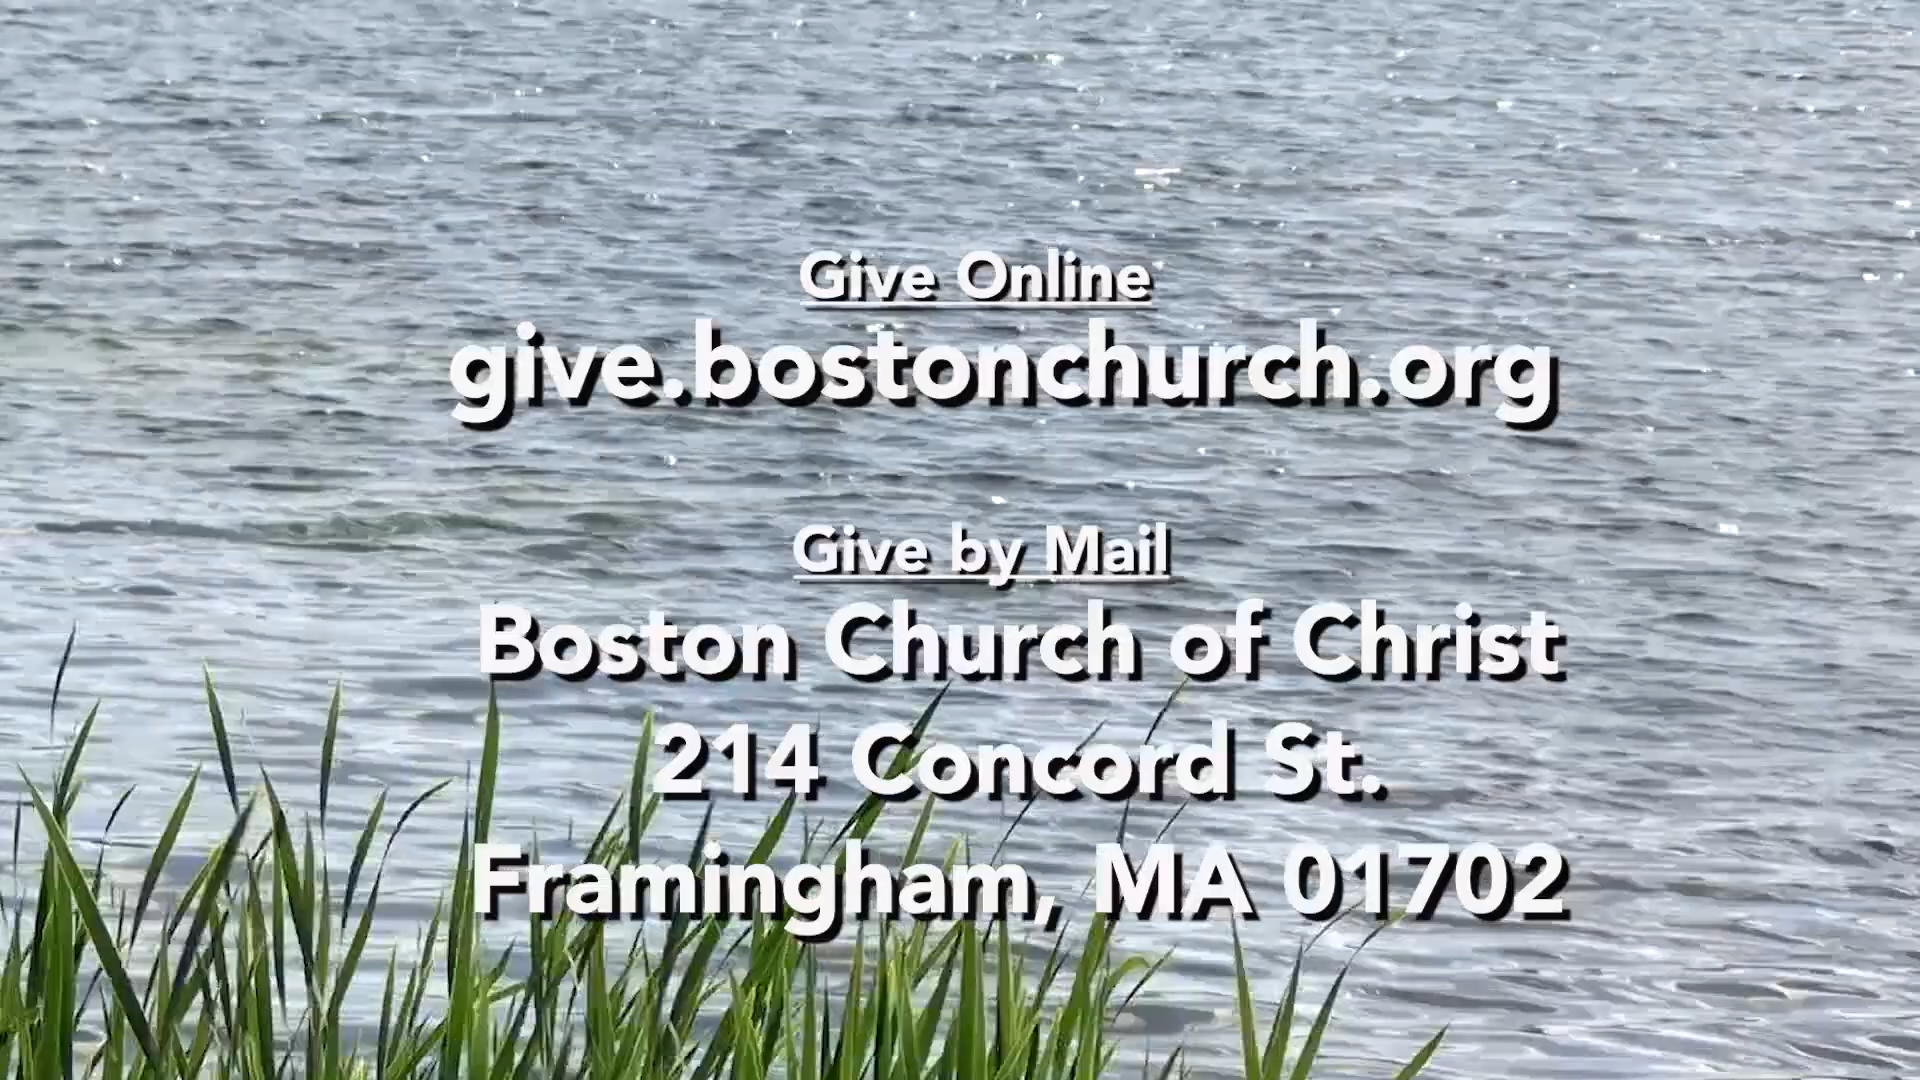 Give Online
give.bostonchurch.org
Give by Mail
Boston Church of Christ
214 Concord St.
Framingham, MA 01702